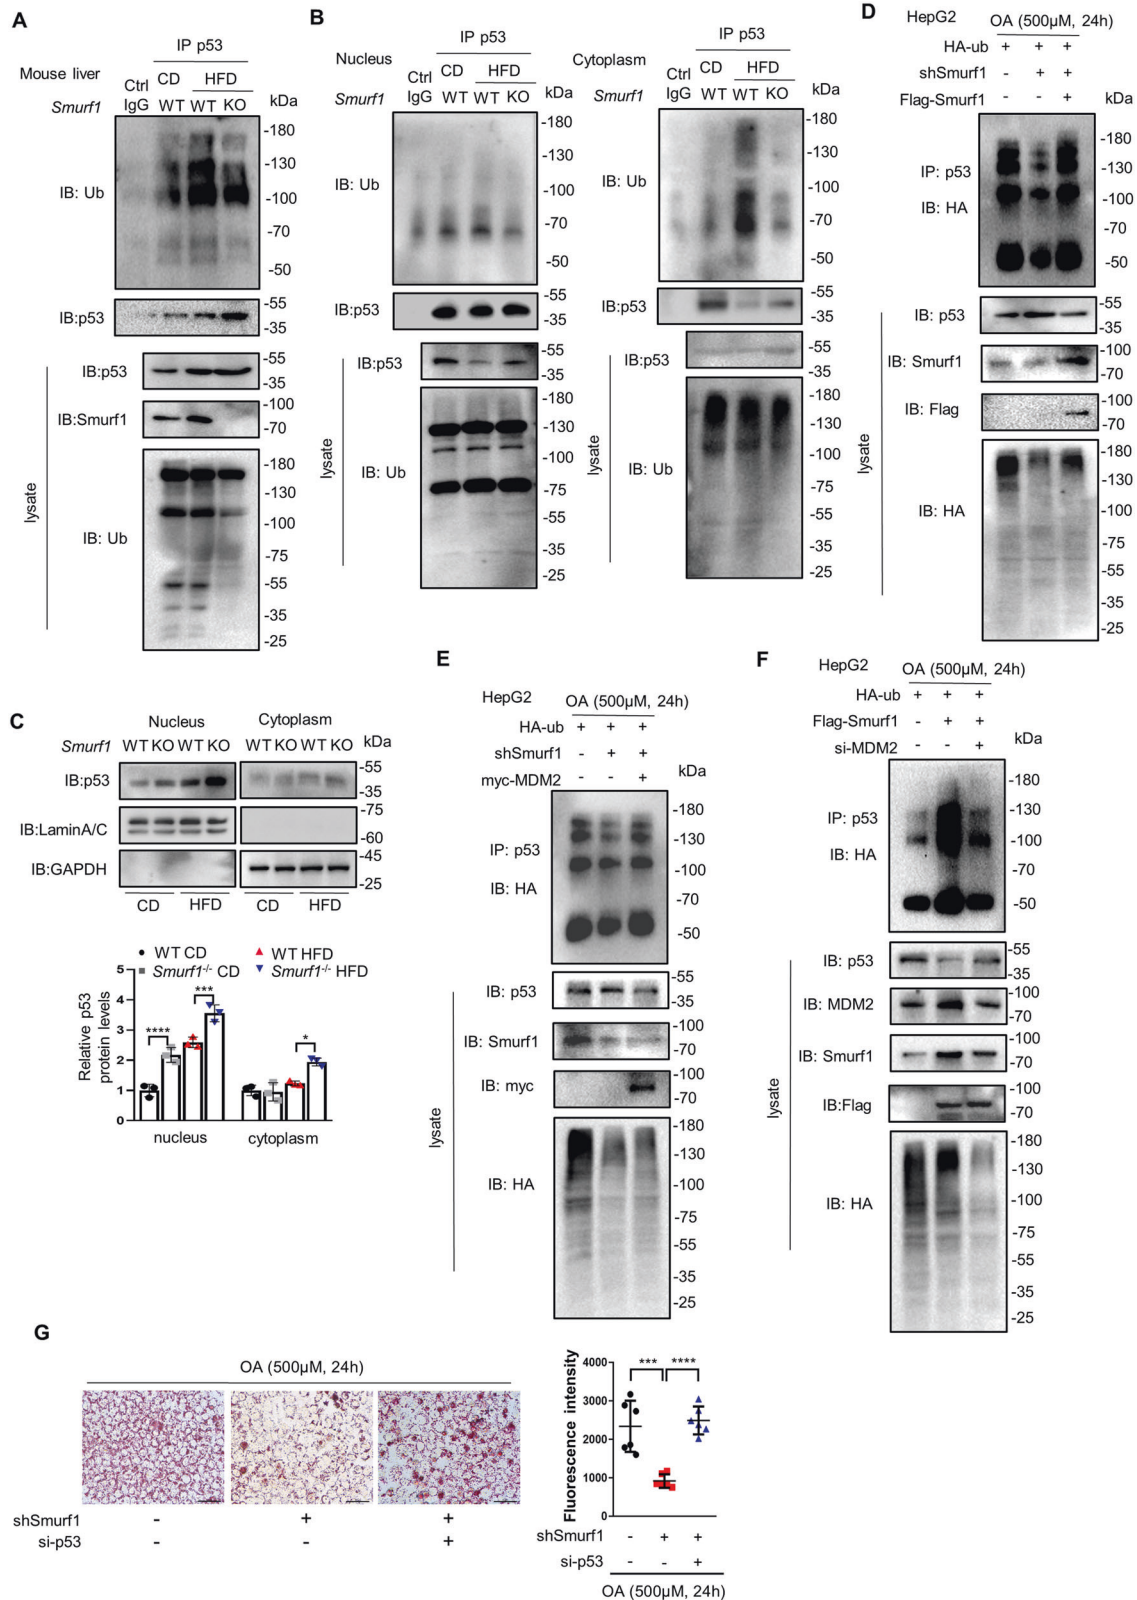 A
IP p53
Mouse liver
Ctrl
IgG
CD
HFD
Smurf1
WT
WT
KO
kDa
IB: Ub
-180
-130
-100
-70
-50
IB:p53
-55
-35
lysate
IB:p53
-55
-35
IB:Smurf1
-100
-70
IB: Ub
-180
-130
-100
-75
-55
-35
-25
B
IP p53
Nucleus
Ctrl
IgG
CD
HFD
Smurf1
WT
WT
KO
kDa
IB: Ub
-180
-130
-100
-70
-50
IB:p53
-55
-35
lysate
IB:p53
-55
-35
IB: Ub
-180
-130
-100
-75
-55
-35
-25
IP p53
Cytoplasm
Ctrl
IgG
CD
HFD
Smurf1
WT
WT
KO
kDa
IB: Ub
-180
-130
-100
-70
-50
IB:p53
-55
-35
lysate
IB:p53
-55
-35
IB: Ub
-180
-130
-100
-75
-55
-35
-25
D
HepG2
OA (500μM, 24h)
HA-ub + + +
shSmurf1 - + +
Flag-Smurf1 - - +
kDa
IP: p53
IB: HA
-180
-130
-100
-70
-50
lysate
IB: p53
-55
-35
IB: Smurf1
-100
-70
IB: Flag
-100
-70
IB: HA
-180
-130
-100
-75
-55
-35
-25
C
Nucleus
Cytoplasm
Smurf1
WT KO WT KO
WT KO WT KO
kDa
IB:p53
-55
-35
IB:LaminA/C
-75
-60
IB:GAPDH
-45
-25
CD
HFD
CD
HFD
WT CD
WT HFD
Smurf1-/- CD
Smurf1-/- HFD
Relative p53
protein levels
5
4
3
2
1
0
****
***
*
nucleus
cytoplasm
E
HepG2
OA (500μM, 24h)
HA-ub + + +
shSmurf1 - + +
myc-MDM2 - - +
kDa
IP: p53
IB: HA
-180
-130
-100
-70
-50
lysate
IB: p53
-55
-35
IB: Smurf1
-100
-70
IB: myc
-100
-70
IB: HA
-180
-130
-100
-75
-55
-35
-25
F
HepG2
OA (500μM, 24h)
HA-ub + + +
Flag-Smurf1 - + +
si-MDM2 - - +
kDa
IP: p53
IB: HA
-180
-130
-100
-70
-50
lysate
IB: p53
-55
-35
IB: MDM2
-100
-70
IB: Smurf1
-100
-70
IB:Flag
-100
-70
IB: HA
-180
-130
-100
-75
-55
-35
-25
G
OA (500μM, 24h)
shSmurf1 - + +
si-p53 - - +
Fluorescence intensity
4000
3000
2000
1000
0
***
****
shSmurf1 - + +
si-p53 - - +
OA (500μM, 24h)